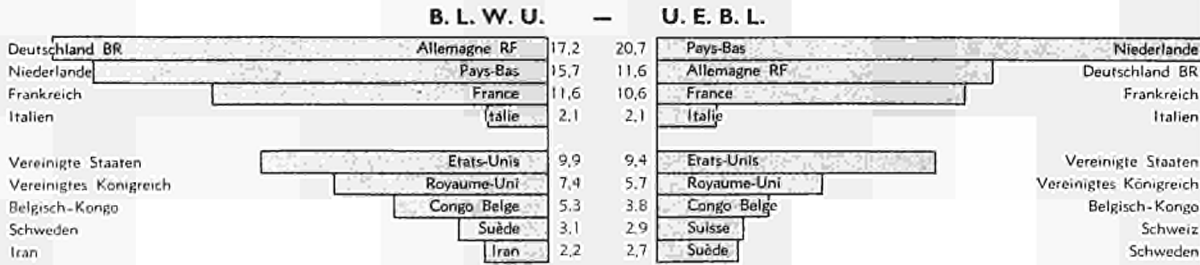 B. L. W. U. — U. E. B. L.
Deutschland BR Allemagne RF 17,2 20,7 Pays-Bas Niederlande
Niederlande Pays-Bas 15,7 11,6 Allemagne RF Deutschland BR
Frankreich France 11,6 10,6 France Frankreich
Italien Italie 2,1 2,1 Italie Italien
Vereinigte Staaten Etats-Unis 9,9 9,4 Etats-Unis Vereinigte Staaten
Vereinigtes Königreich Royaume-Uni 7,4 5,7 Royaume-Uni Vereinigtes Königreich
Belgisch-Kongo Congo Belge 5,3 3,8 Congo Belge Belgisch-Kongo
Schweden Suède 3,1 2,9 Suisse Schweiz
Iran Iran 2,2 2,7 Suède Schweden